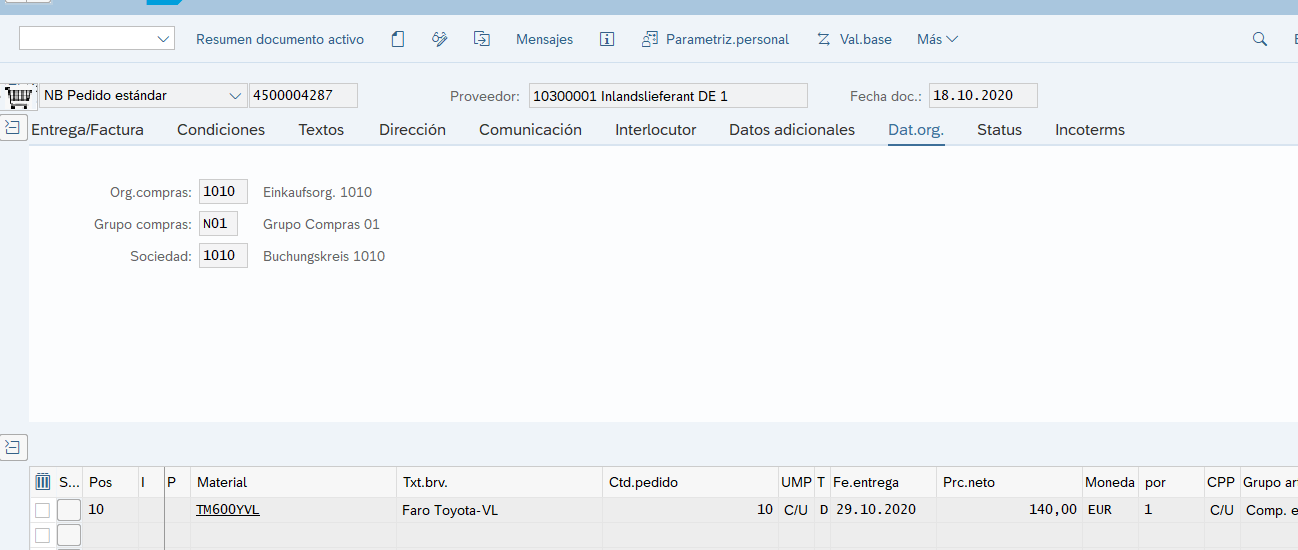 Resumen documento activo Mensajes Parametriz.personal Val.base Más
NB Pedido estándar 4500004287 Proveedor: 10300001 Inlandslieferant DE 1 Fecha doc.: 18.10.2020
Entrega/Factura Condiciones Textos Dirección Comunicación Interlocutor Datos adicionales Dat.org. Status Incoterms
Org.compras: 1010 Einkaufsorg. 1010
Grupo compras: N01 Grupo Compras 01
Sociedad: 1010 Buchungskreis 1010
S... Pos I P Material Txt.brv. Ctd.pedido UMP T Fe.entrega Prc.neto Moneda por CPP Grupo ar
10 TM600YVL Faro Toyota-VL 10 C/U D 29.10.2020 140,00 EUR 1 C/U Comp. e